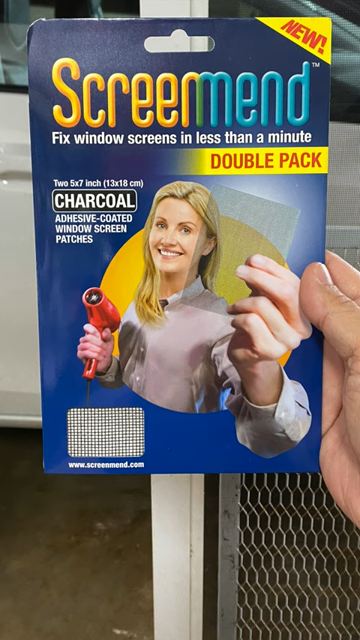 NEW!
Screenmend™
Fix window screens in less than a minute
DOUBLE PACK
Two 5x7 inch (13x18 cm)
CHARCOAL
ADHESIVE-COATED
WINDOW SCREEN
PATCHES
www.screenmend.com